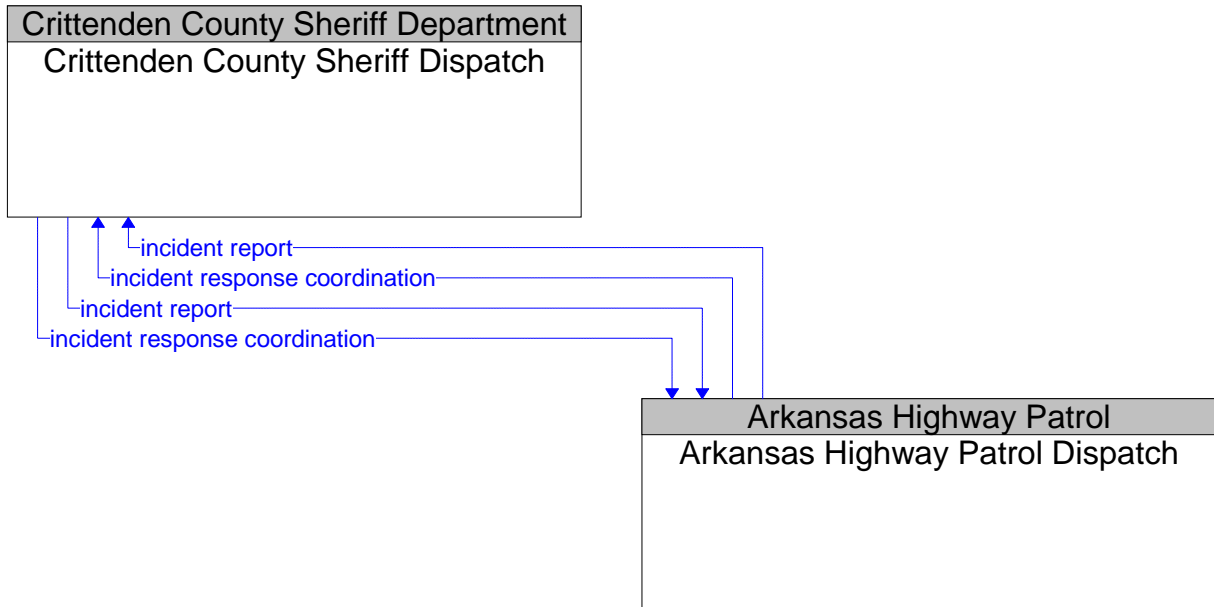 Crittenden County Sheriff Department
Crittenden County Sheriff Dispatch
incident report
incident response coordination
incident report
incident response coordination
Arkansas Highway Patrol
Arkansas Highway Patrol Dispatch